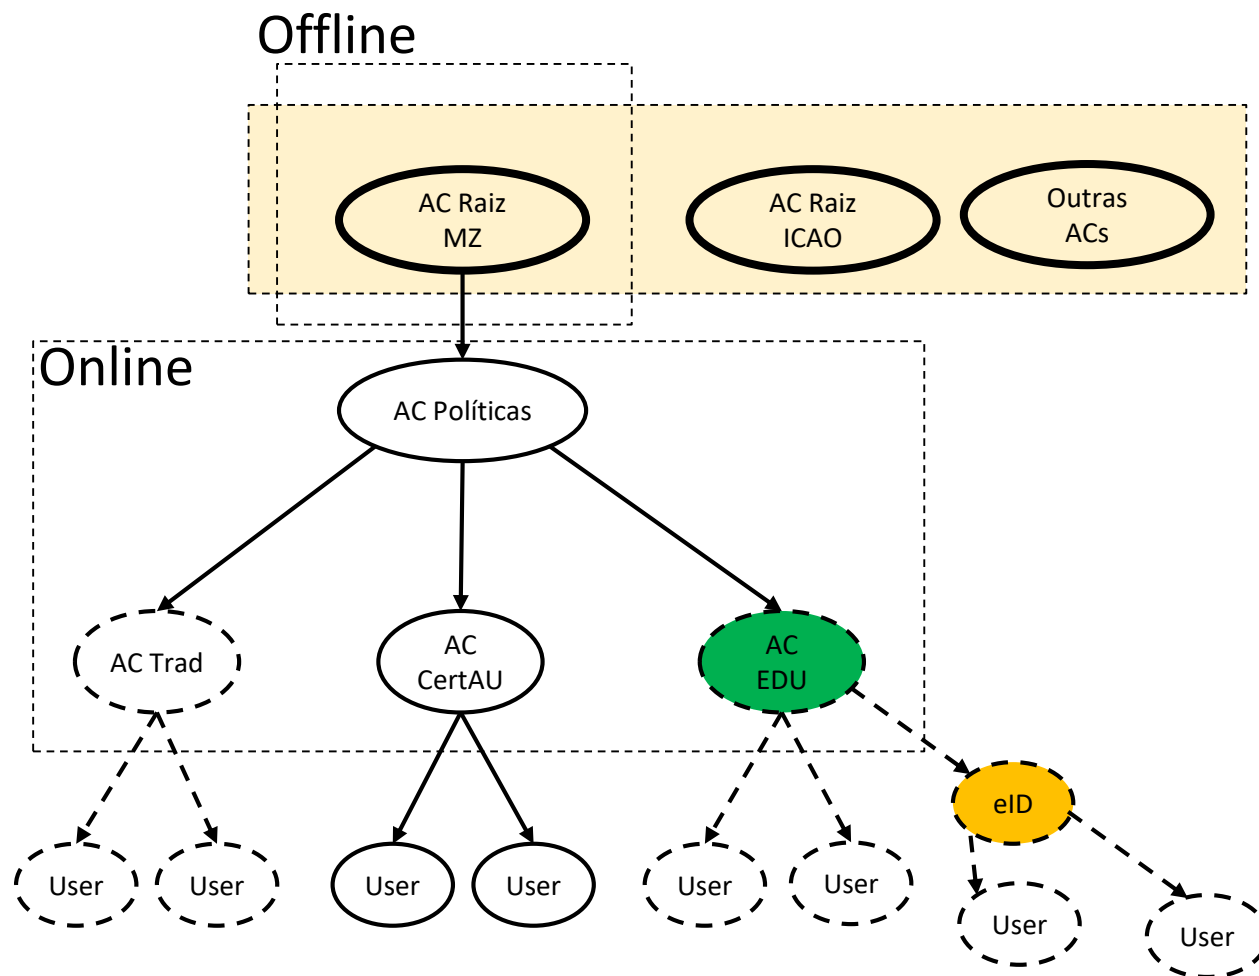 Offline
AC Raiz
MZ
AC Raiz
ICAO
Outras
ACs
Online
AC Políticas
AC Trad
AC
CertAU
AC
EDU
eID
User
User
User
User
User
User
User
User